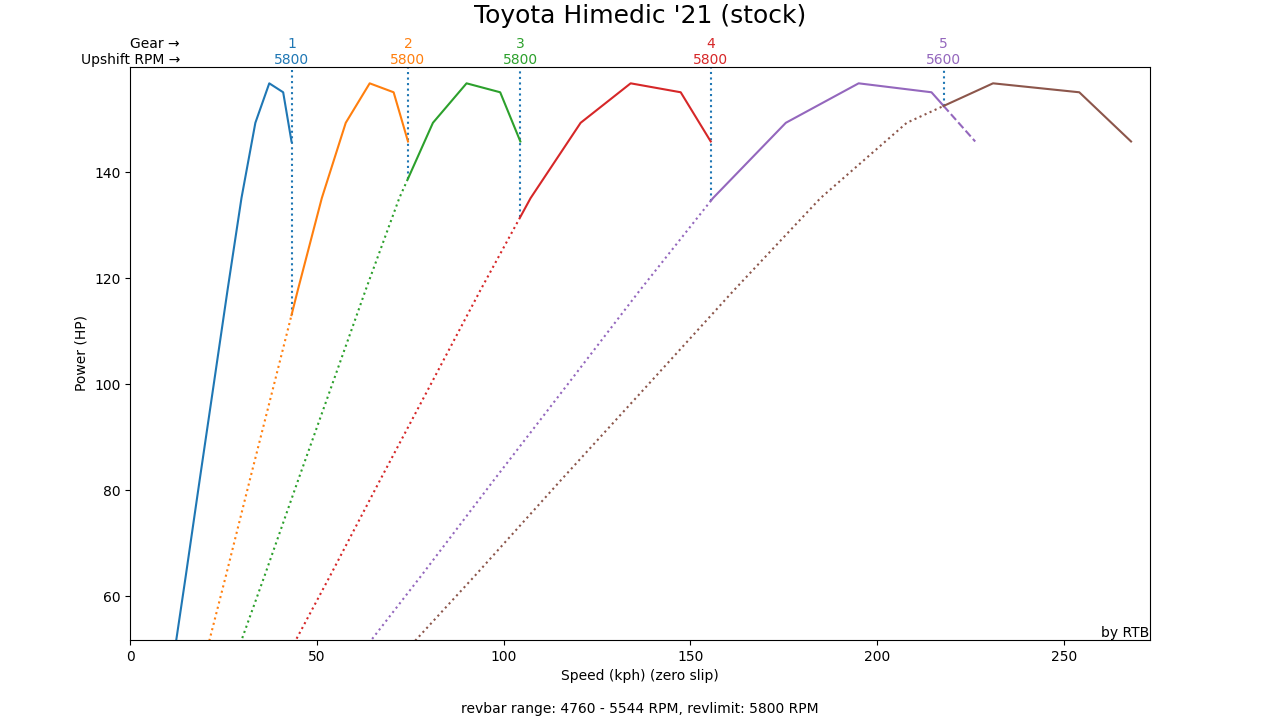 Toyota Himedic '21 (stock)
Gear → 1 2 3 4 5
Upshift RPM → 5800 5800 5800 5800 5600
140
120
100
80
60
Power (HP)
by RTB
0 50 100 150 200 250
Speed (kph) (zero slip)
revbar range: 4760 - 5544 RPM, revlimit: 5800 RPM